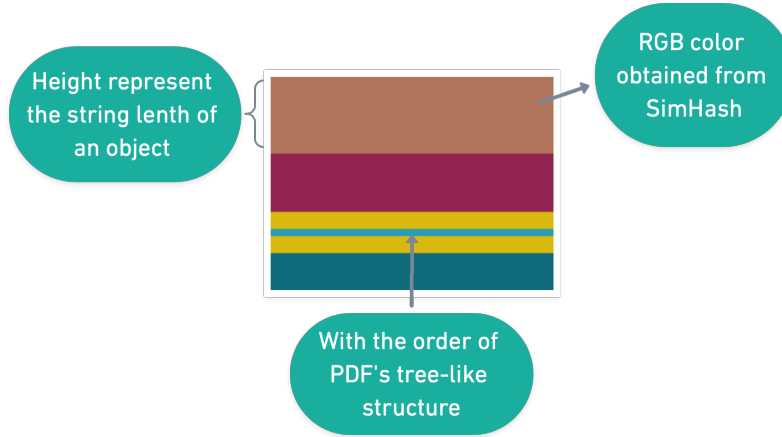 Height represent
the string lenth of
an object
RGB color
obtained from
SimHash
With the order of
PDF's tree-like
structure